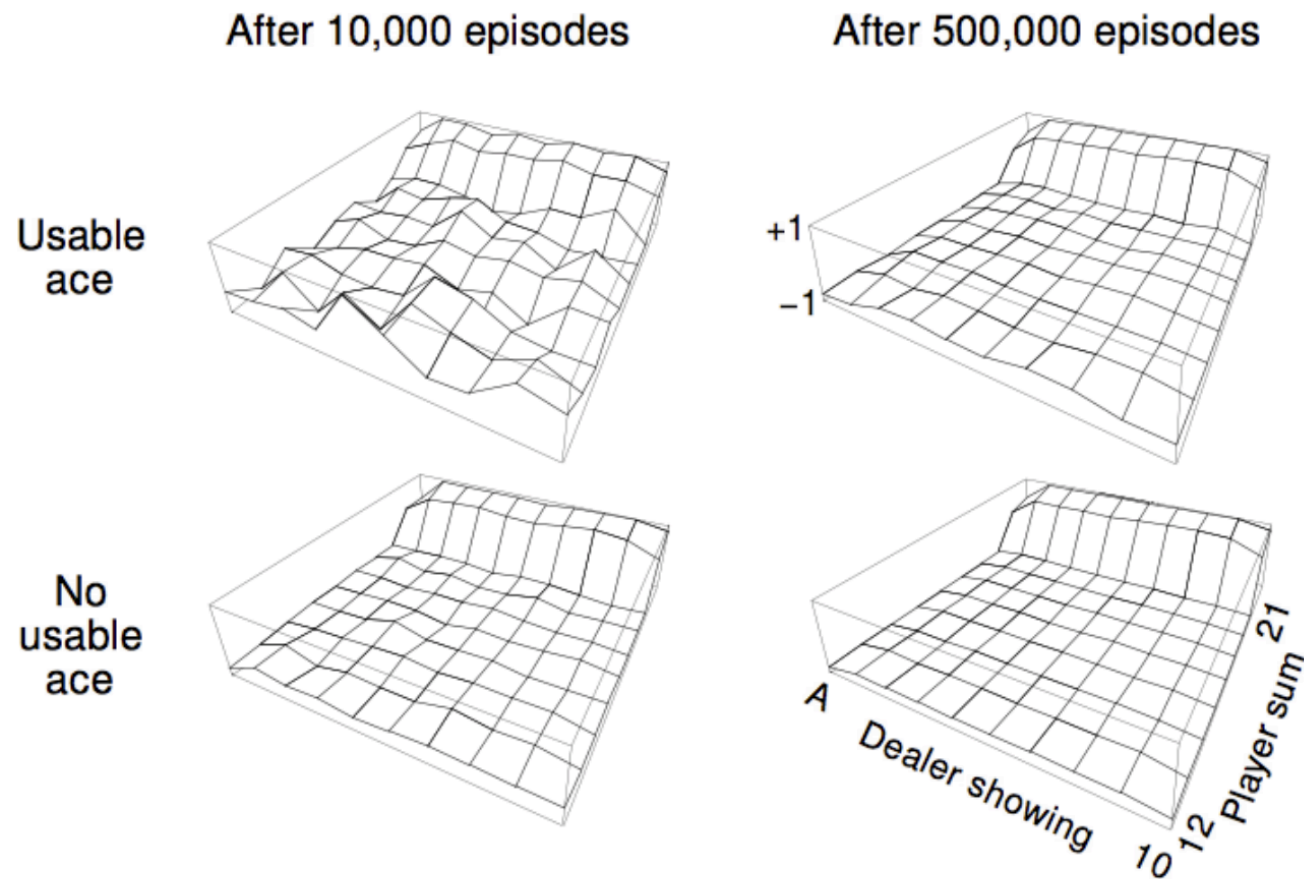 After 10,000 episodes
After 500,000 episodes
Usable
ace
+1
−1
No
usable
ace
A
Dealer showing
10
12
Player sum
21